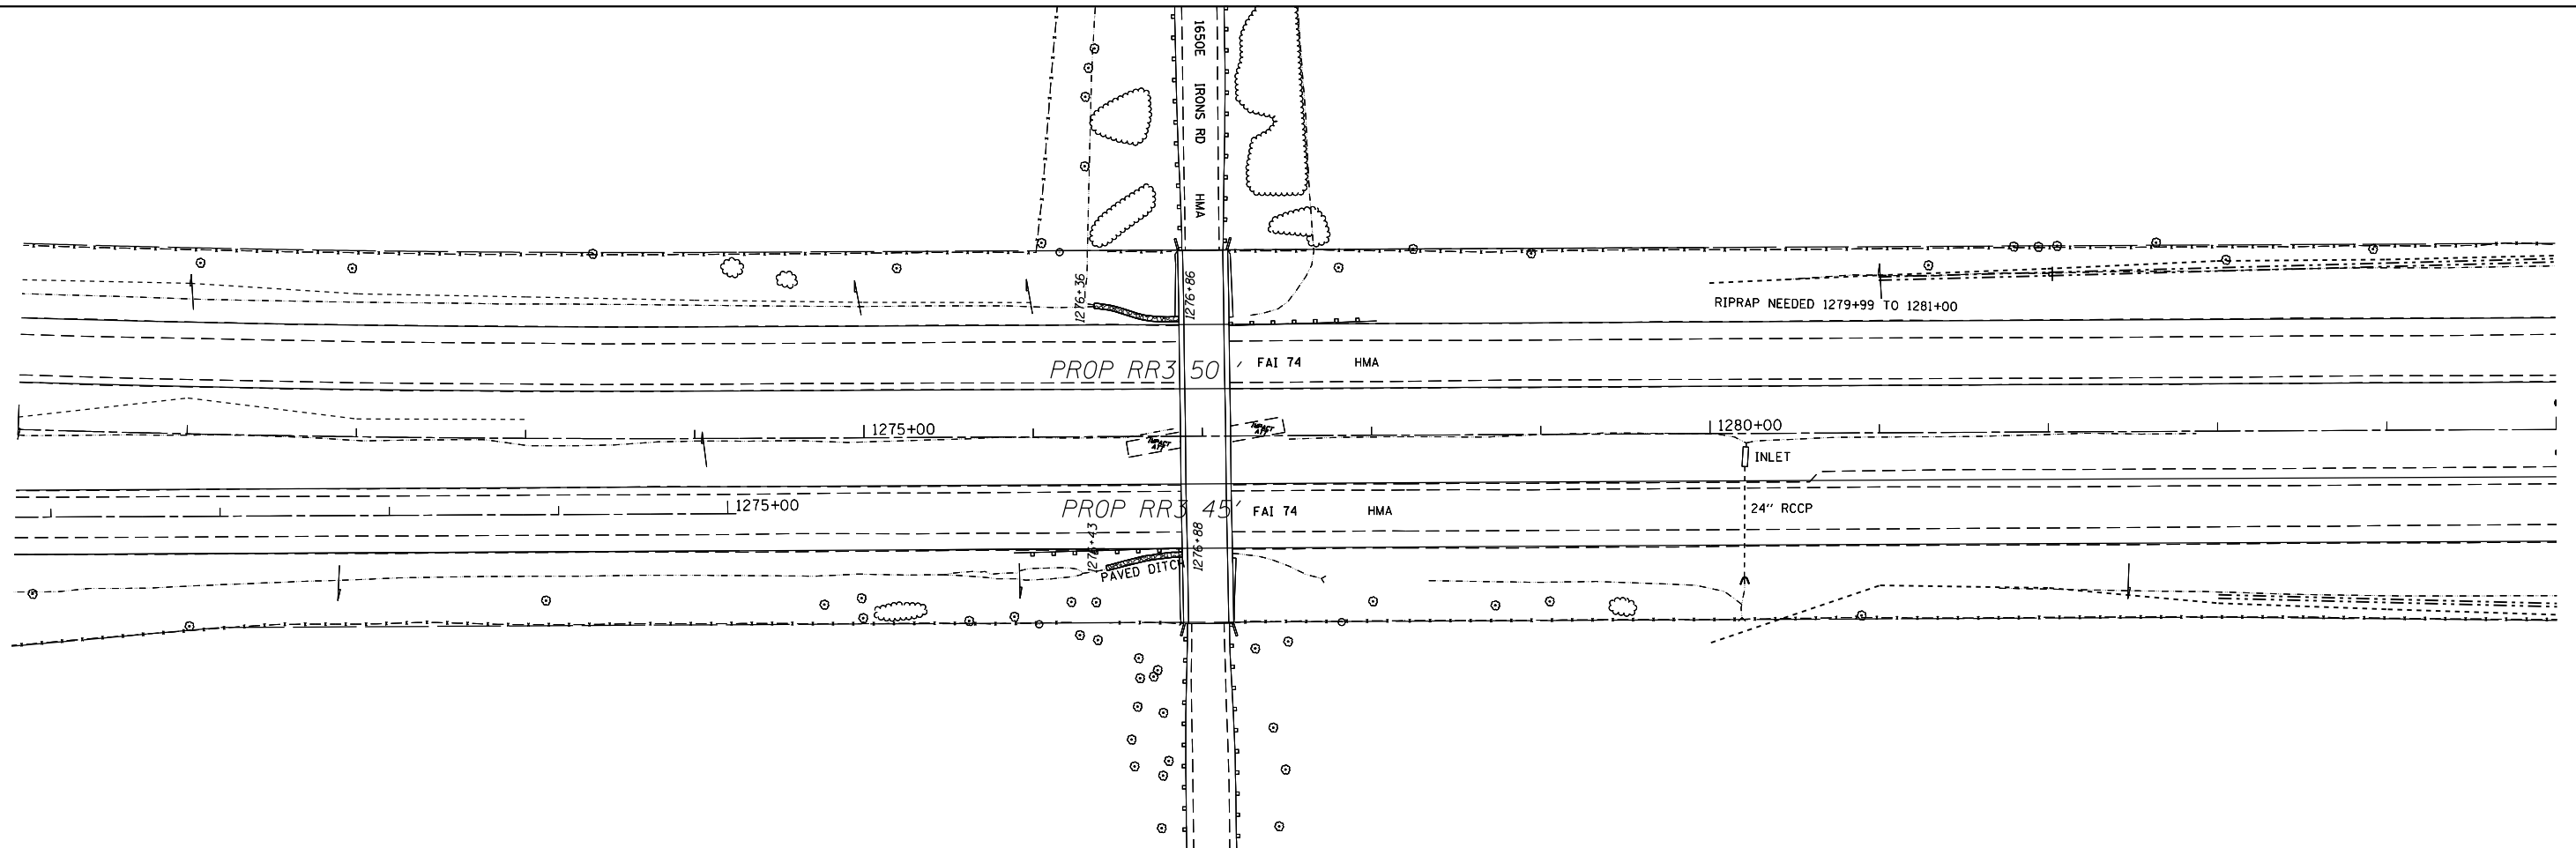 1650E IRONS RD HMA
1276+36
1276+86
RIPRAP NEEDED 1279+99 TO 1281+00
PROP RR3 50 '
FAI 74 HMA
1275+00
1280+00
INLET
1275+00
PROP RR3 45'
FAI 74 HMA
24" RCCP
1276+43
1276+88
PAVED DITCH